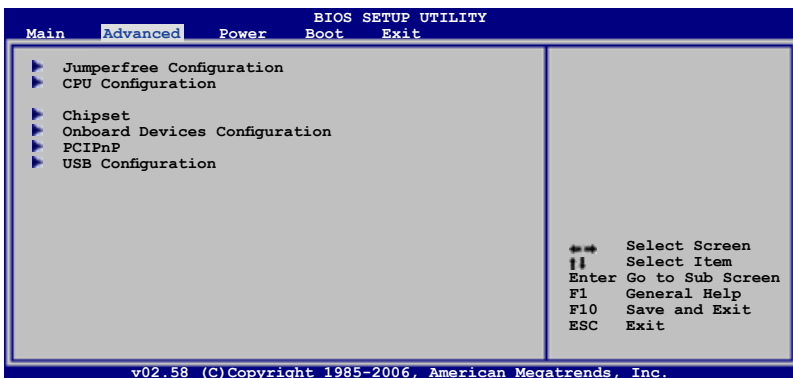 BIOS SETUP UTILITY
Main Advanced Power Boot Exit
Jumperfree Configuration
CPU Configuration
Chipset
Onboard Devices Configuration
PCIPnP
USB Configuration
Select Screen
Select Item
Enter Go to Sub Screen
F1 General Help
F10 Save and Exit
ESC Exit
v02.58 (C)Copyright 1985-2006, American Megatrends, Inc.